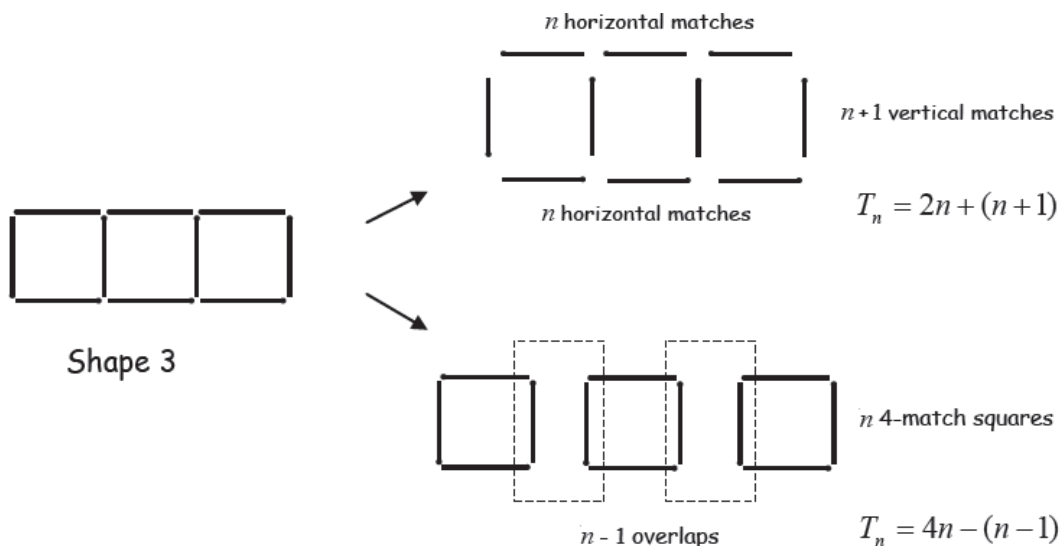 n horizontal matches
n + 1 vertical matches
n horizontal matches
Tₙ = 2n + (n + 1)
Shape 3
n 4-match squares
n - 1 overlaps
Tₙ = 4n − (n − 1)